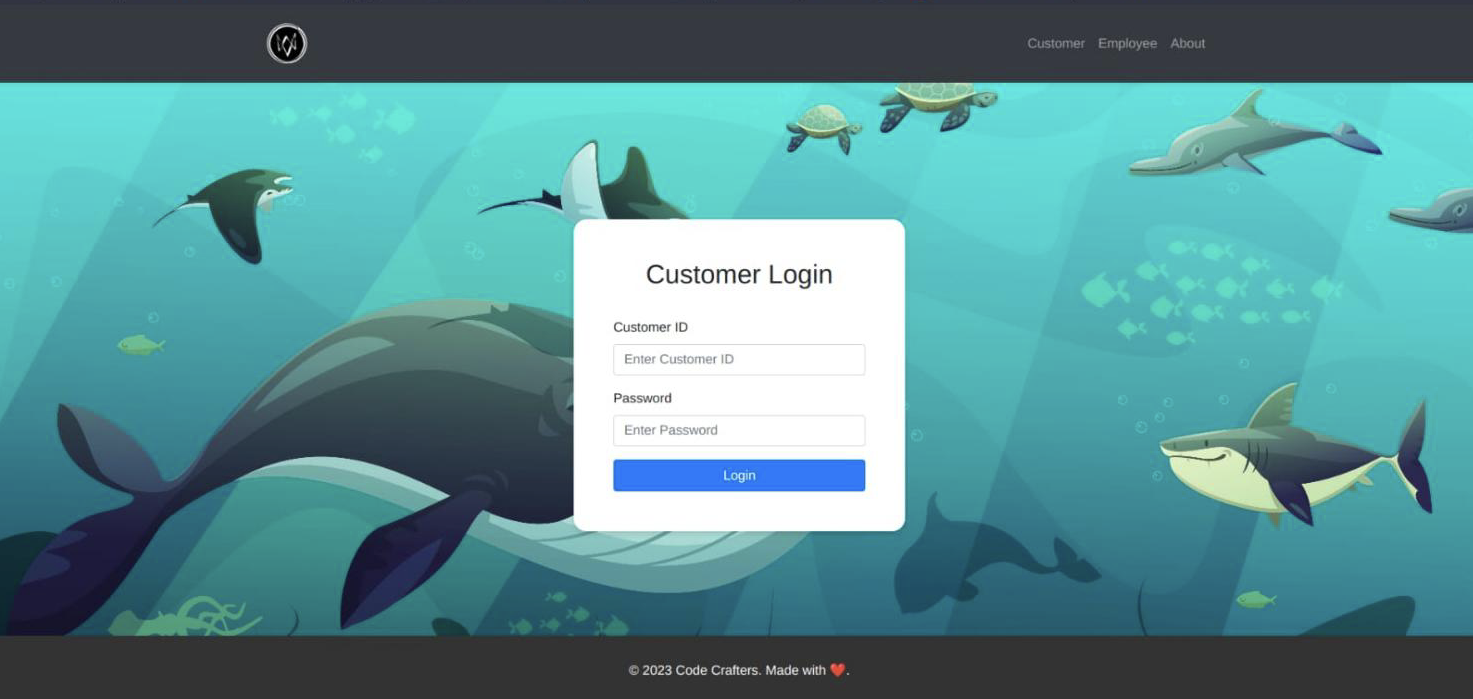 Customer Employee About
Customer Login
Customer ID
Enter Customer ID
Password
Enter Password
Login
© 2023 Code Crafters. Made with ❤️.